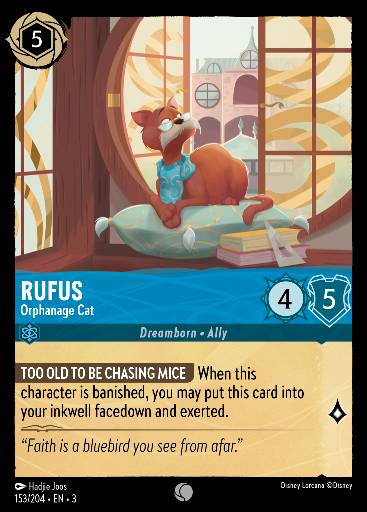 5
RUFUS
Orphanage Cat
4
5
Dreamborn • Ally
TOO OLD TO BE CHASING MICE When this
character is banished, you may put this card into
your inkwell facedown and exerted.
"Faith is a bluebird you see from afar."
Hadjie Joos
153/204 • EN • 3
Disney Lorcana ©Disney